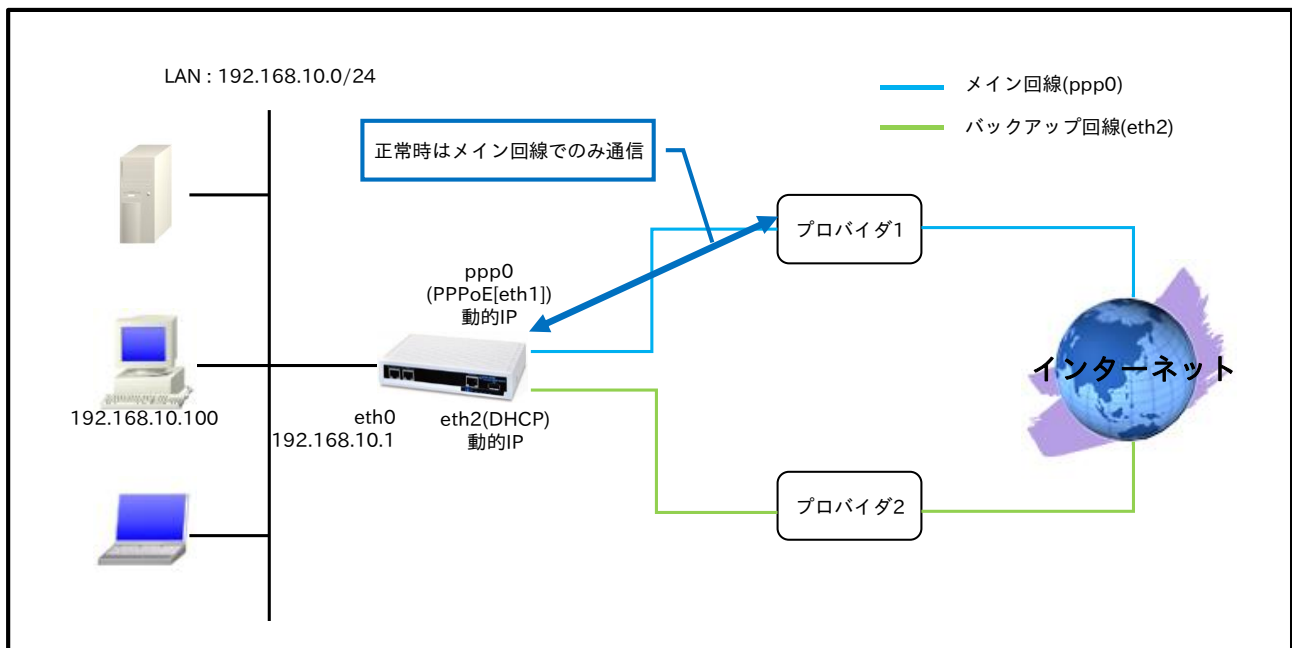 LAN : 192.168.10.0/24
メイン回線(ppp0)
バックアップ回線(eth2)
正常時はメイン回線でのみ通信
プロバイダ1
ppp0
(PPPoE[eth1])
動的IP
インターネット
192.168.10.100
eth0
192.168.10.1
eth2(DHCP)
動的IP
プロバイダ2